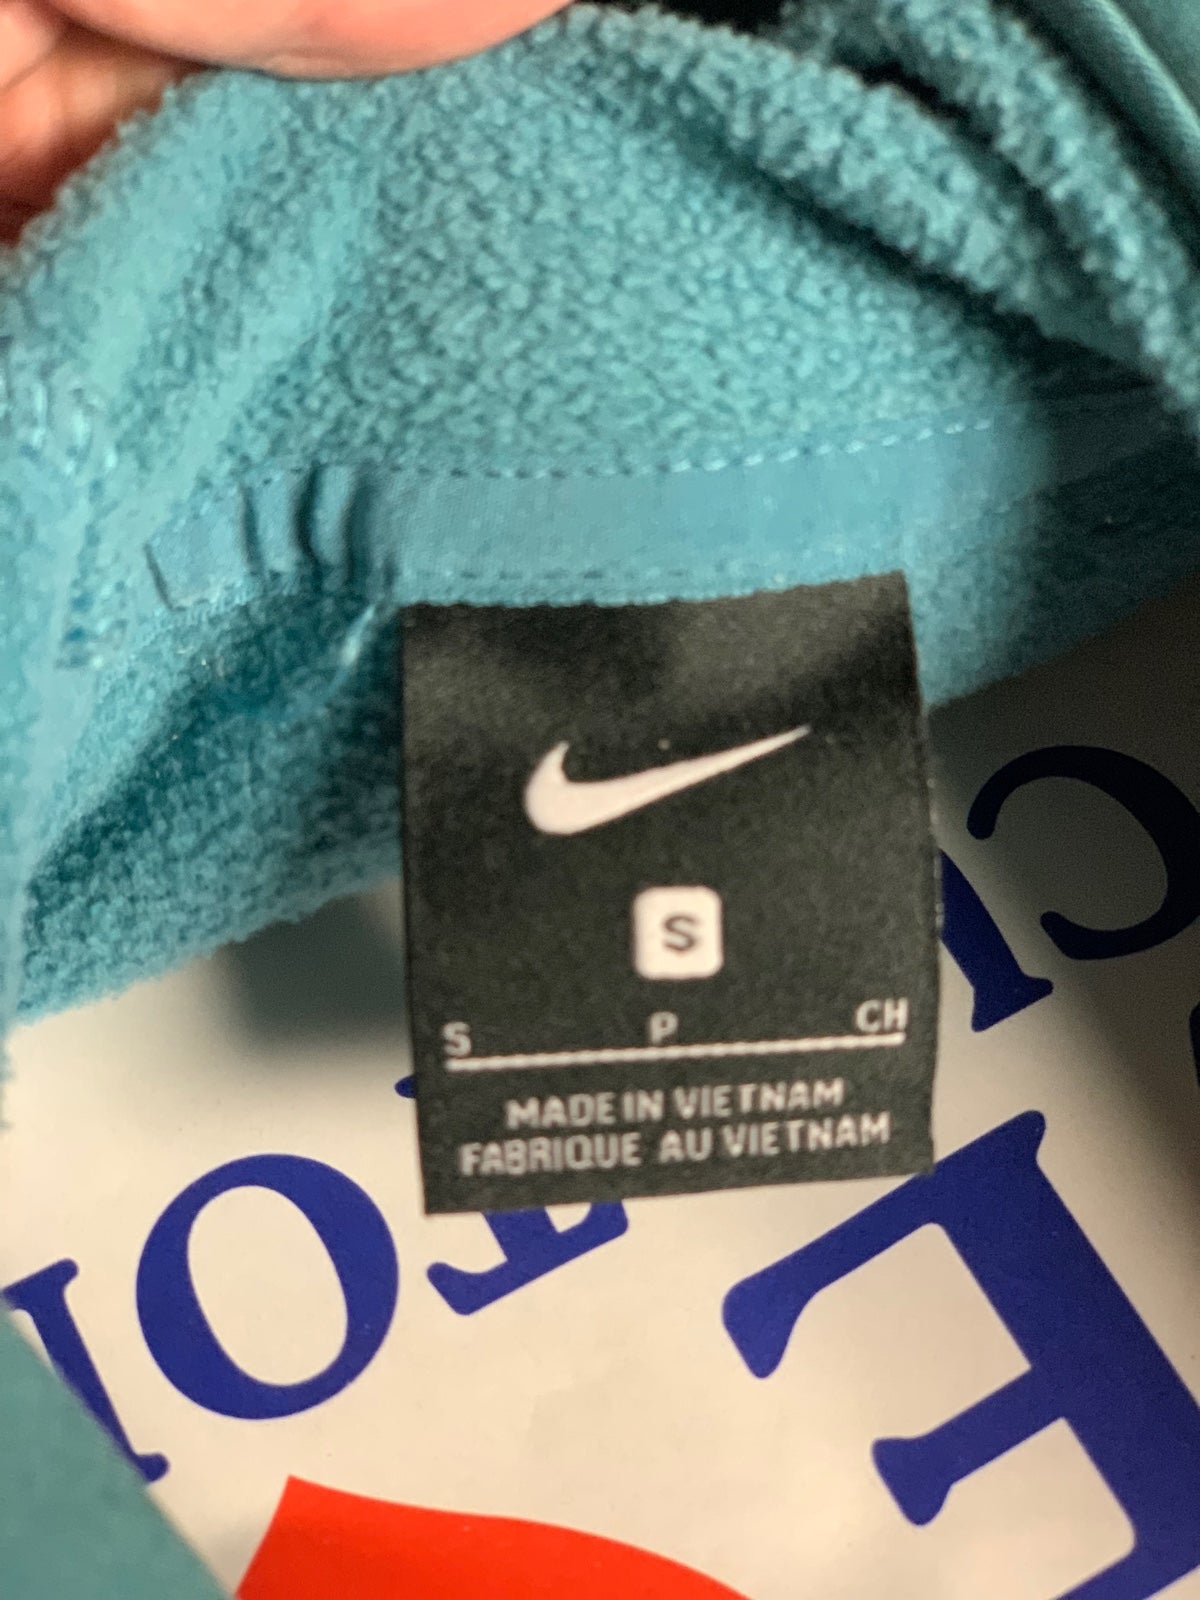 S
S P CH
MADE IN VIETNAM
FABRIQUE AU VIETNAM